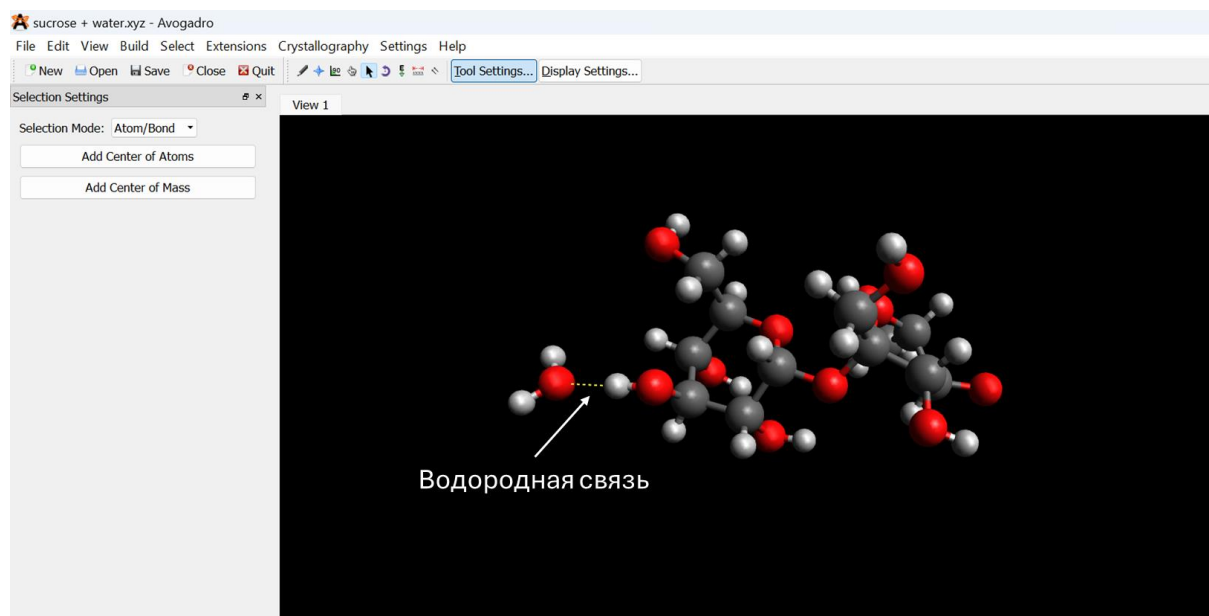 sucrose + water.xyz - Avogadro
File Edit View Build Select Extensions Crystallography Settings Help
New Open Save Close Quit Tool Settings... Display Settings...
Selection Settings
View 1
Selection Mode: Atom/Bond
Add Center of Atoms
Add Center of Mass
Водородная связь